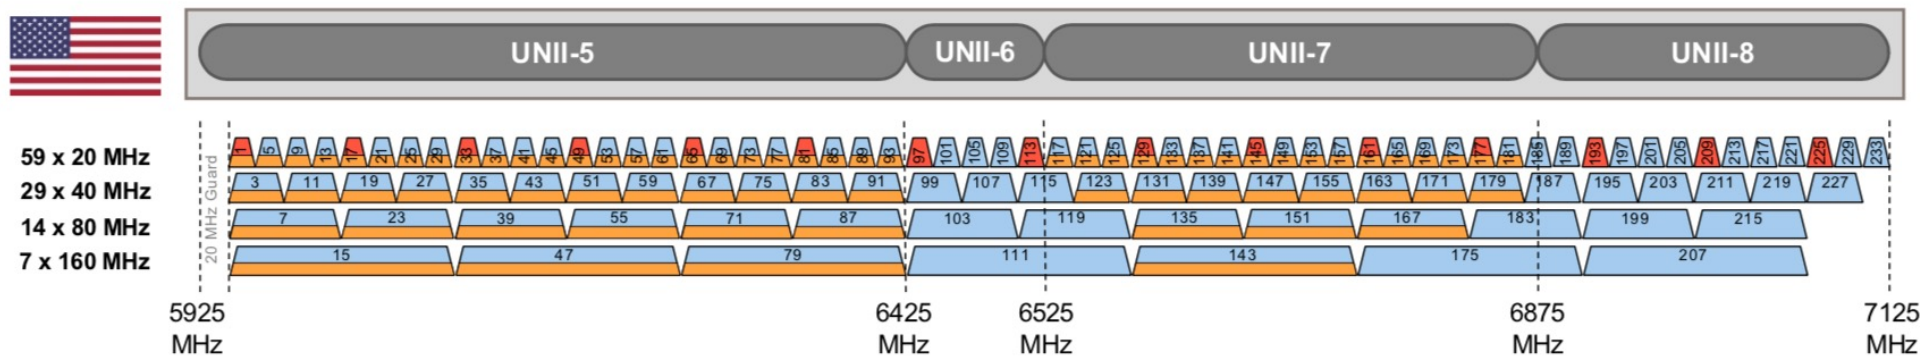 UNII-5 UNII-6 UNII-7 UNII-8
20 MHz Guard
59 x 20 MHz 1 5 9 13 17 21 25 29 33 37 41 45 49 53 57 61 65 69 73 77 81 85 89 93 97 101 105 109 113 117 121 125 129 133 137 141 145 149 153 157 161 165 169 173 177 181 185 189 193 197 201 205 209 213 217 221 225 229 233
29 x 40 MHz 3 11 19 27 35 43 51 59 67 75 83 91 99 107 115 123 131 139 147 155 163 171 179 187 195 203 211 219 227
14 x 80 MHz 7 23 39 55 71 87 103 119 135 151 167 183 199 215
7 x 160 MHz 15 47 79 111 143 175 207
5925 6425 6525 6875 7125
MHz MHz MHz MHz MHz